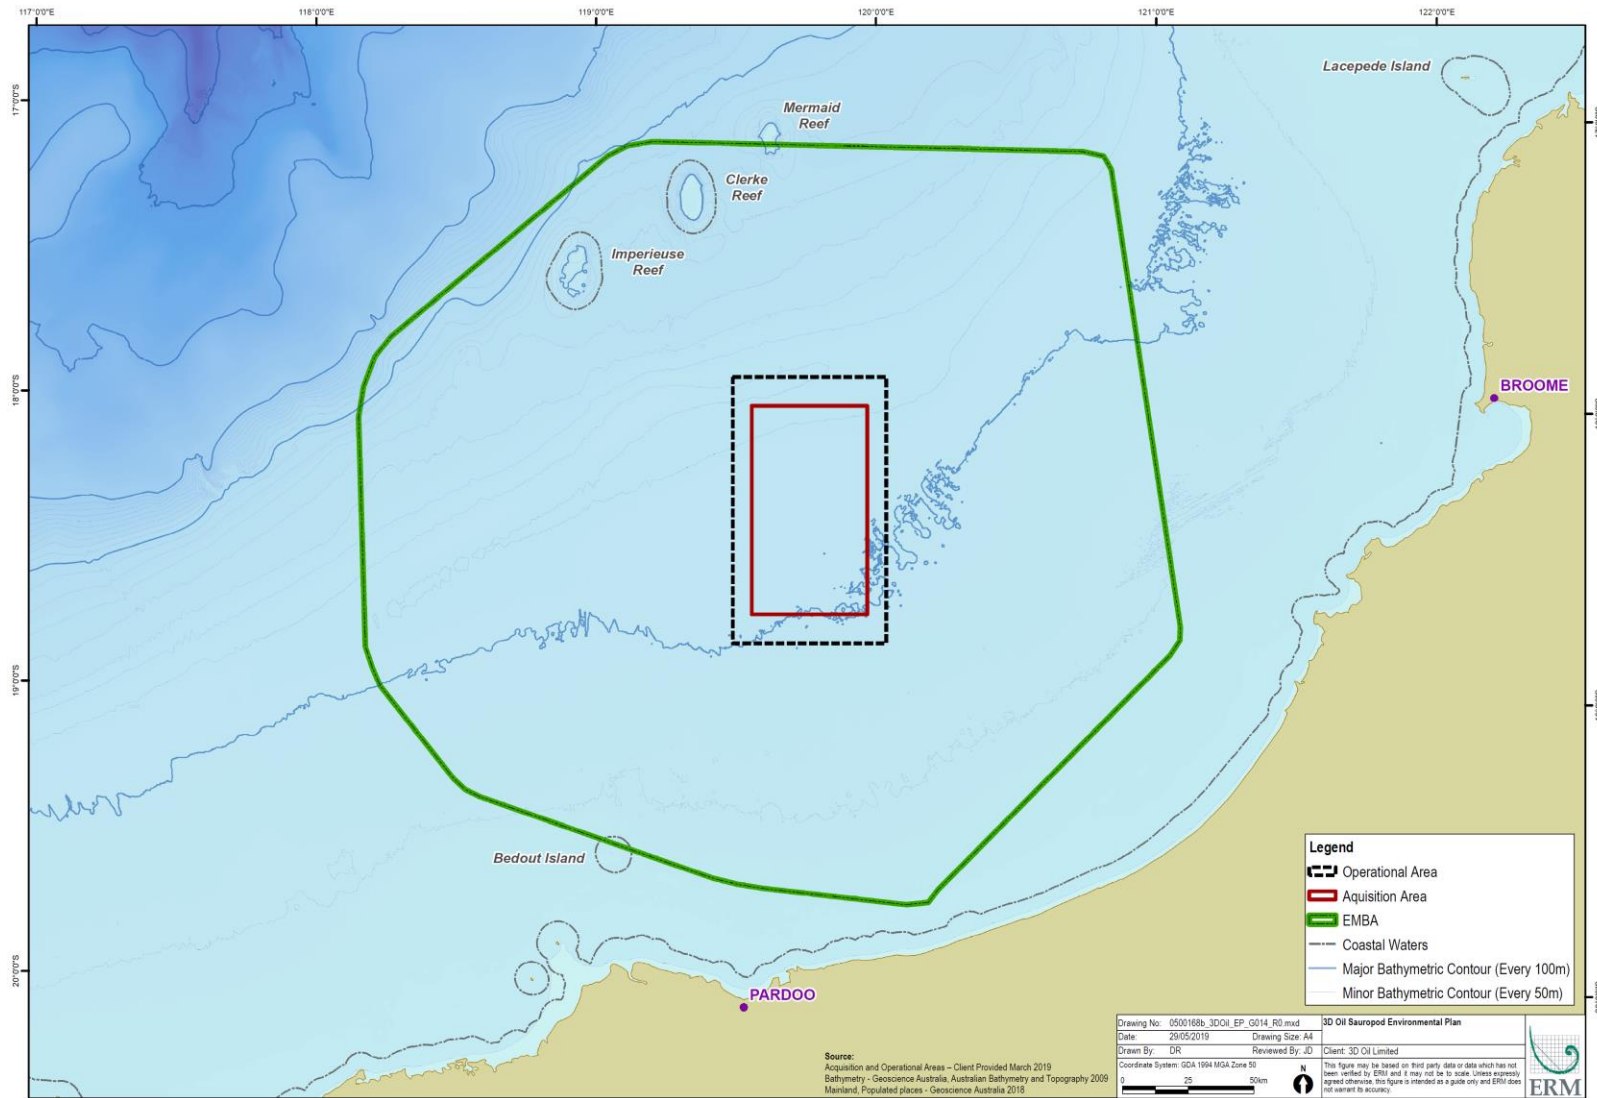 117°0'0"E
118°0'0"E
119°0'0"E
120°0'0"E
121°0'0"E
122°0'0"E
17°0'0"S
18°0'0"S
19°0'0"S
20°0'0"S
Lacepede Island
Mermaid
Reef
Clerke
Reef
Imperieuse
Reef
BROOME
Bedout Island
PARDOO
Legend
Operational Area
Aquisition Area
EMBA
Coastal Waters
Major Bathymetric Contour (Every 100m)
Minor Bathymetric Contour (Every 50m)
Source:
Acquisition and Operational Areas – Client Provided March 2019
Bathymetry - Geoscience Australia, Australian Bathymetry and Topography 2009
Mainland, Populated places - Geoscience Australia 2018
Drawing No: 0500168b_3DOil_EP_G014_R0.mxd
Date: 29/05/2019 Drawing Size: A4
Drawn By: DR Reviewed By: JD
Coordinate System: GDA 1994 MGA Zone 50
0 25 50km
N
3D Oil Sauropod Environmental Plan
Client: 3D Oil Limited
This figure may be based on third party data or data which has not
been verified by ERM and it may not be to scale. Unless expressly
agreed otherwise, this figure is intended as a guide only and ERM does
not warrant its accuracy.
ERM